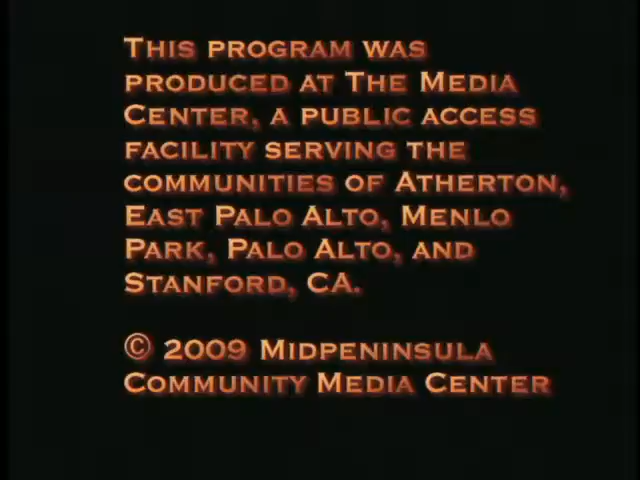 This program was
produced at The Media
Center, a public access
facility serving the
communities of Atherton,
East Palo Alto, Menlo
Park, Palo Alto, and
Stanford, CA.
© 2009 Midpeninsula
Community Media Center